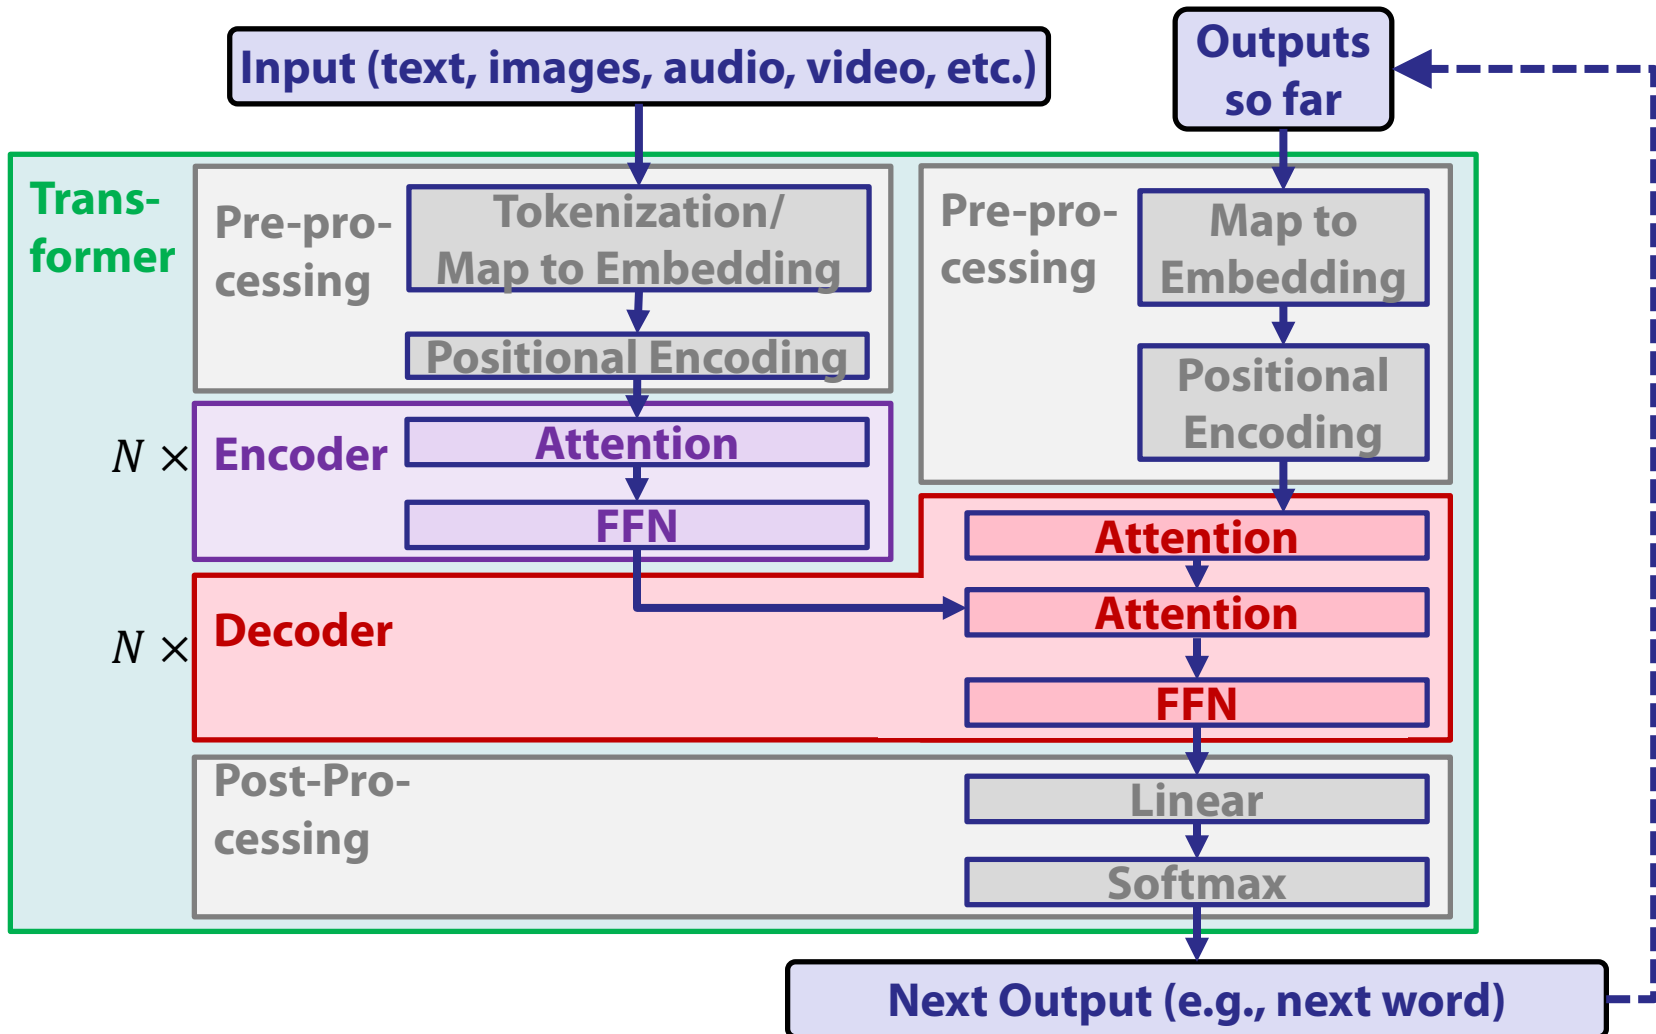 Input (text, images, audio, video, etc.)
Outputs
so far
Trans-
former
Pre-pro-
cessing
Tokenization/
Map to Embedding
Positional Encoding
Pre-pro-
cessing
Map to
Embedding
Positional
Encoding
N ×
Encoder
Attention
FFN
N ×
Decoder
Attention
Attention
FFN
Post-Pro-
cessing
Linear
Softmax
Next Output (e.g., next word)